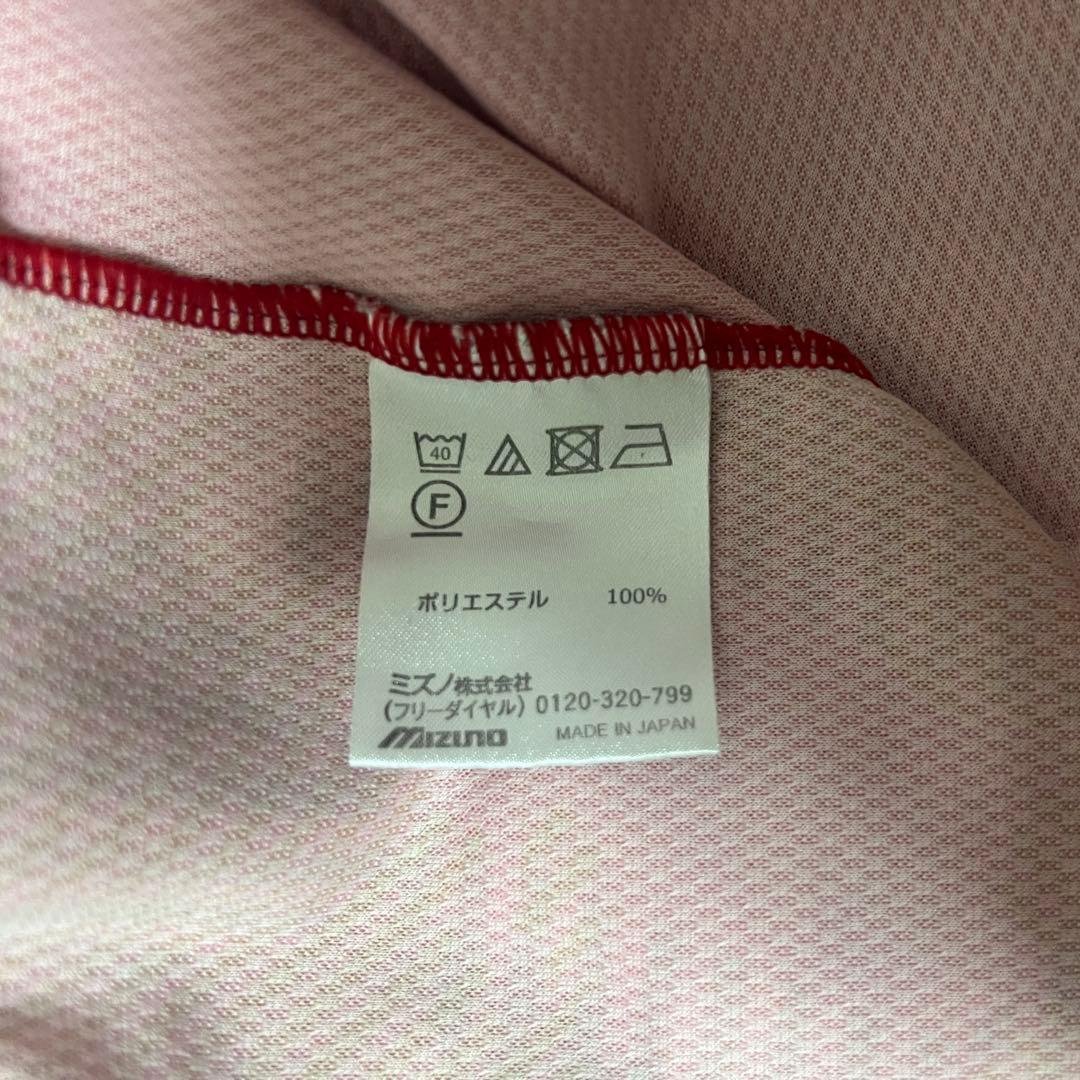 40
F
ポリエステル 100%
ミズノ株式会社
(フリーダイヤル) 0120-320-799
MIZUNO MADE IN JAPAN